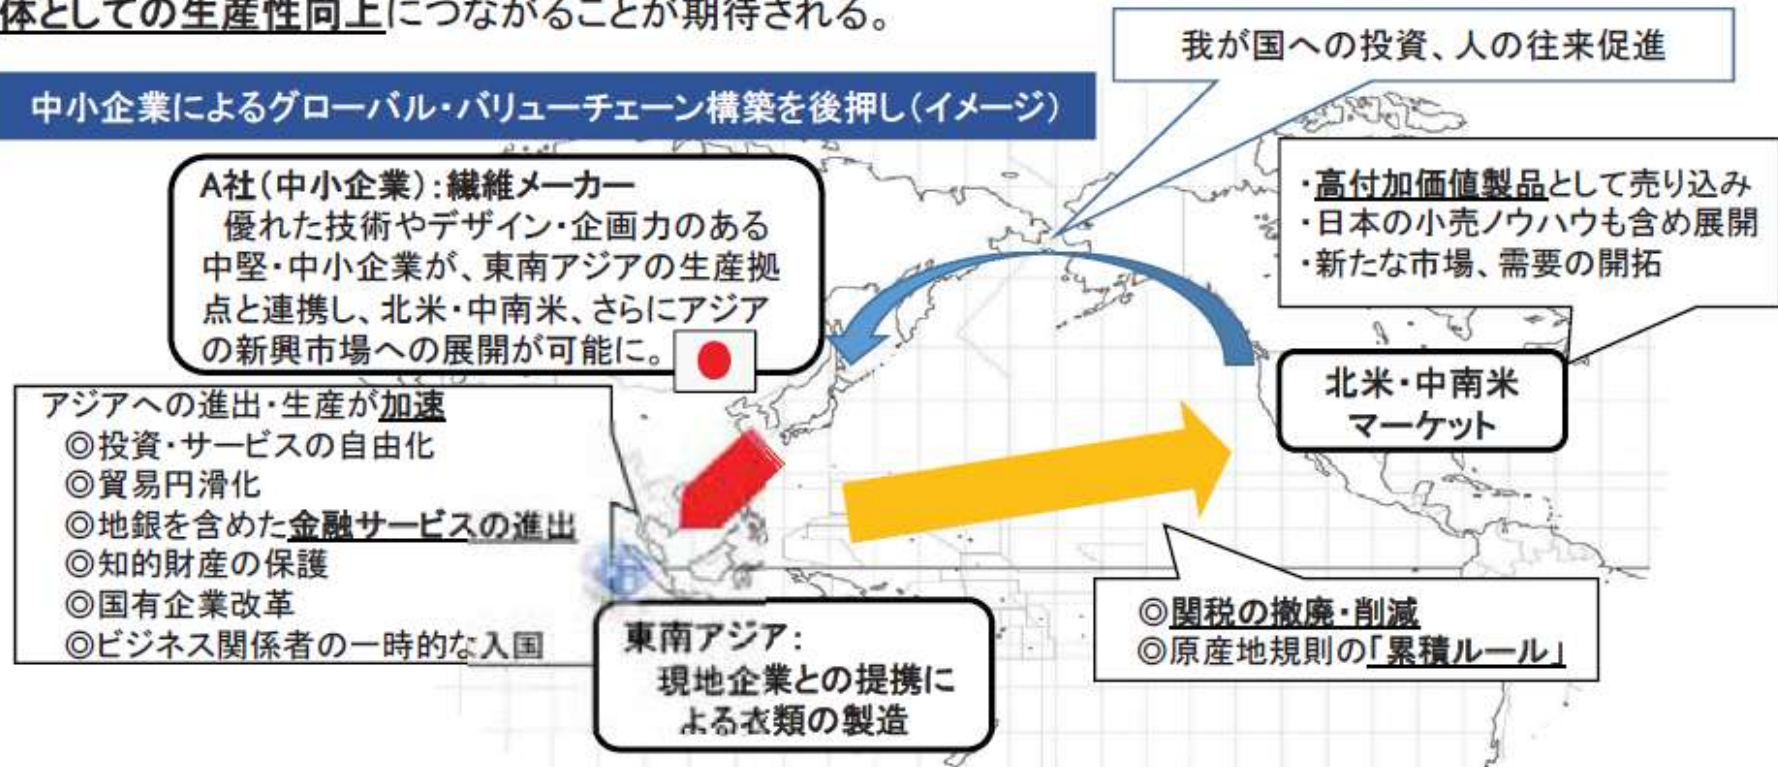 体としての生産性向上につながることが期待される。
我が国への投資、人の往来促進
中小企業によるグローバル・バリューチェーン構築を後押し(イメージ)
A社(中小企業):繊維メーカー
優れた技術やデザイン・企画力のある
中堅・中小企業が、東南アジアの生産拠
点と連携し、北米・中南米、さらにアジア
の新興市場への展開が可能に。
・高付加価値製品として売り込み
・日本の小売ノウハウも含め展開
・新たな市場、需要の開拓
北米・中南米
マーケット
アジアへの進出・生産が加速
◎投資・サービスの自由化
◎貿易円滑化
◎地銀を含めた金融サービスの進出
◎知的財産の保護
◎国有企業改革
◎ビジネス関係者の一時的な入国
東南アジア:
現地企業との提携に
よる衣類の製造
◎関税の撤廃・削減
◎原産地規則の「累積ルール」